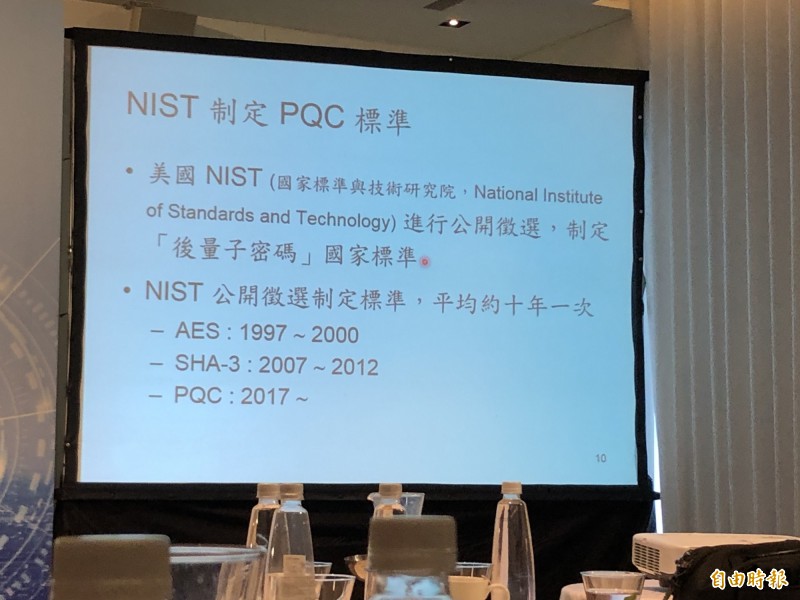 NIST 制定 PQC 標準
• 美國 NIST (國家標準與技術研究院，National Institute
of Standards and Technology) 進行公開徵選，制定
「後量子密碼」國家標準。
• NIST 公開徵選制定標準，平均約十年一次
– AES : 1997 ~ 2000
– SHA-3 : 2007 ~ 2012
– PQC : 2017 ~
10
自由時報